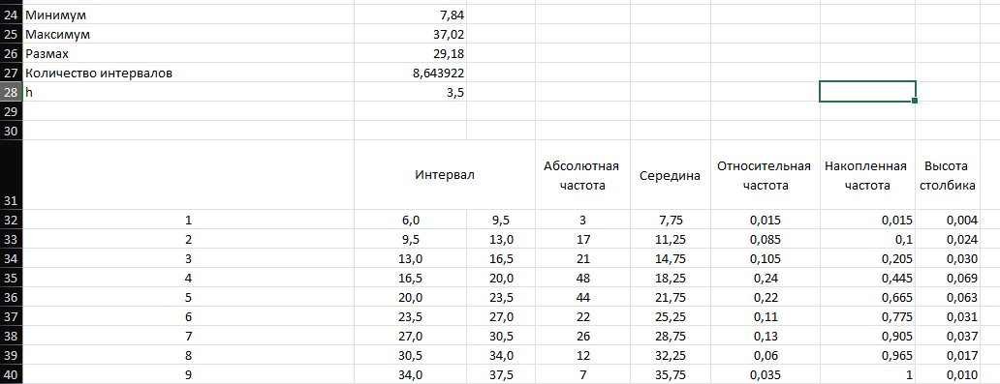 24 Минимум 7,84
25 Максимум 37,02
26 Размах 29,18
27 Количество интервалов 8,643922
28 h 3,5
29
30
31 Интервал Абсолютная частота Середина Относительная частота Накопленная частота Высота столбика
32 1 6,0 9,5 3 7,75 0,015 0,015 0,004
33 2 9,5 13,0 17 11,25 0,085 0,1 0,024
34 3 13,0 16,5 21 14,75 0,105 0,205 0,030
35 4 16,5 20,0 48 18,25 0,24 0,445 0,069
36 5 20,0 23,5 44 21,75 0,22 0,665 0,063
37 6 23,5 27,0 22 25,25 0,11 0,775 0,031
38 7 27,0 30,5 26 28,75 0,13 0,905 0,037
39 8 30,5 34,0 12 32,25 0,06 0,965 0,017
40 9 34,0 37,5 7 35,75 0,035 1 0,010